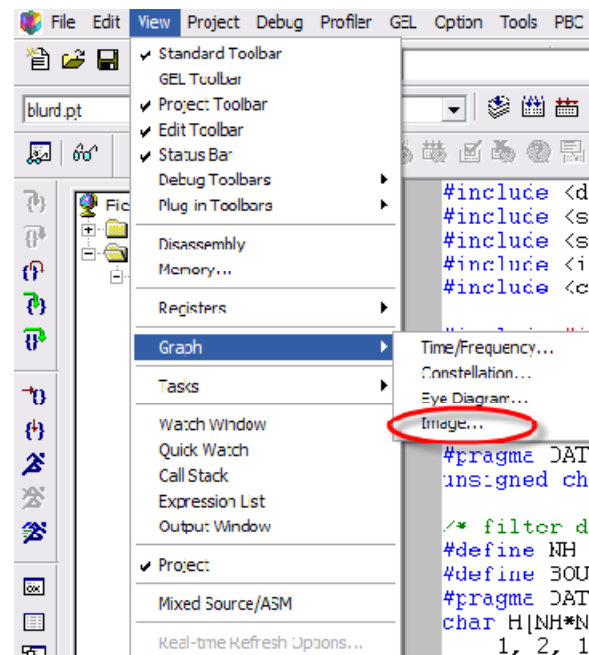 File Edit View Project Debug Profiler GEL Option Tools PBC
Standard Toolbar
GEL Toolbar
blurd.pt
Project Toolbar
Edit Toolbar
Status Bar
Debug Toolbars
Plug in Toolbars
Fic
Disassembly
Memory...
Registers
Graph
Tasks
Watch Window
Quick Watch
Call Stack
Expression List
Output Window
Project
Mixed Source/ASM
Real-time Refresh Options...
Time/Frequency...
Constellation...
Eye Diagram...
Image...
#include <d
#include <s
#include <s
#include <i
#include <c
#pragma DAT
unsigned ch
/* filter d
#define NH
#define BOU
#pragma DAT
char H[NH*N
1, 2, 1